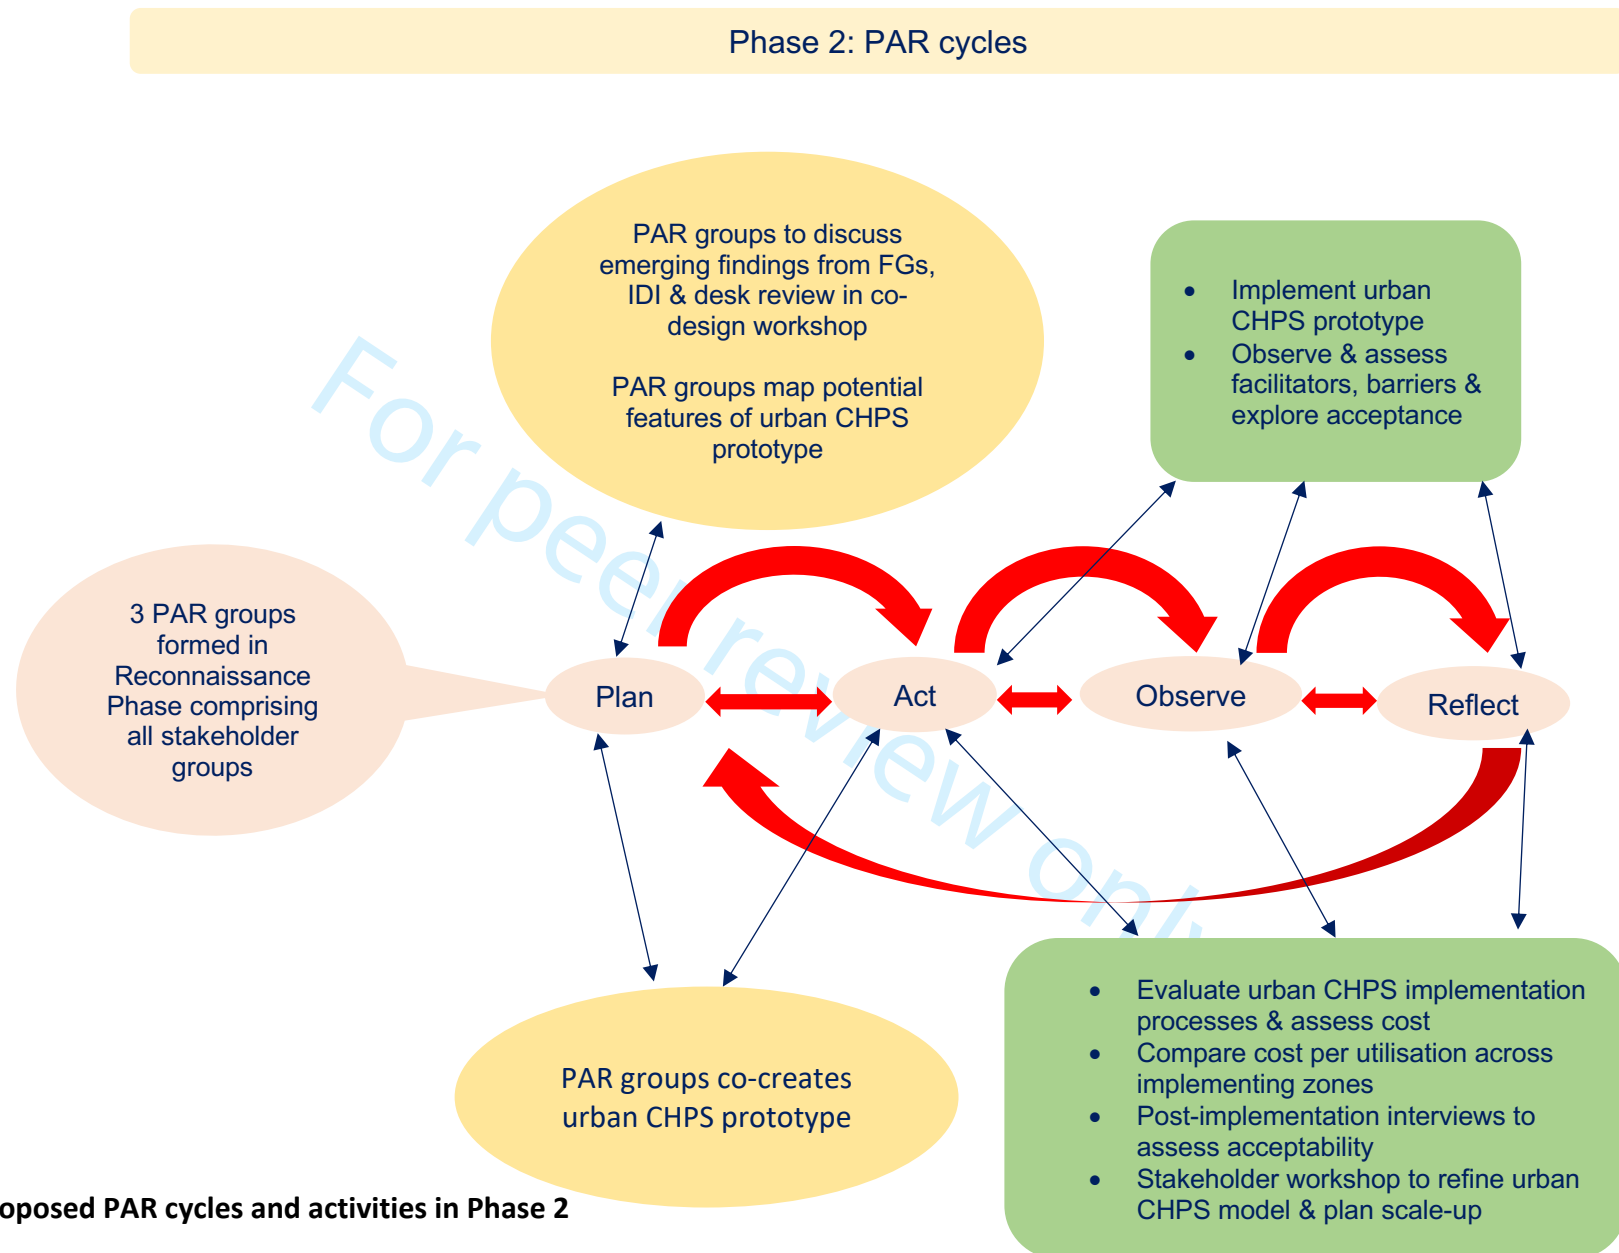 Phase 2: PAR cycles
PAR groups to discuss
emerging findings from FGs,
IDI & desk review in co-
design workshop
PAR groups map potential
features of urban CHPS
prototype
• Implement urban
CHPS prototype
• Observe & assess
facilitators, barriers &
explore acceptance
3 PAR groups
formed in
Reconnaissance
Phase comprising
all stakeholder
groups
Plan
Act
Observe
Reflect
For peer review only
PAR groups co-creates
urban CHPS prototype
• Evaluate urban CHPS implementation
processes & assess cost
• Compare cost per utilisation across
implementing zones
• Post-implementation interviews to
assess acceptability
• Stakeholder workshop to refine urban
CHPS model & plan scale-up
oposed PAR cycles and activities in Phase 2